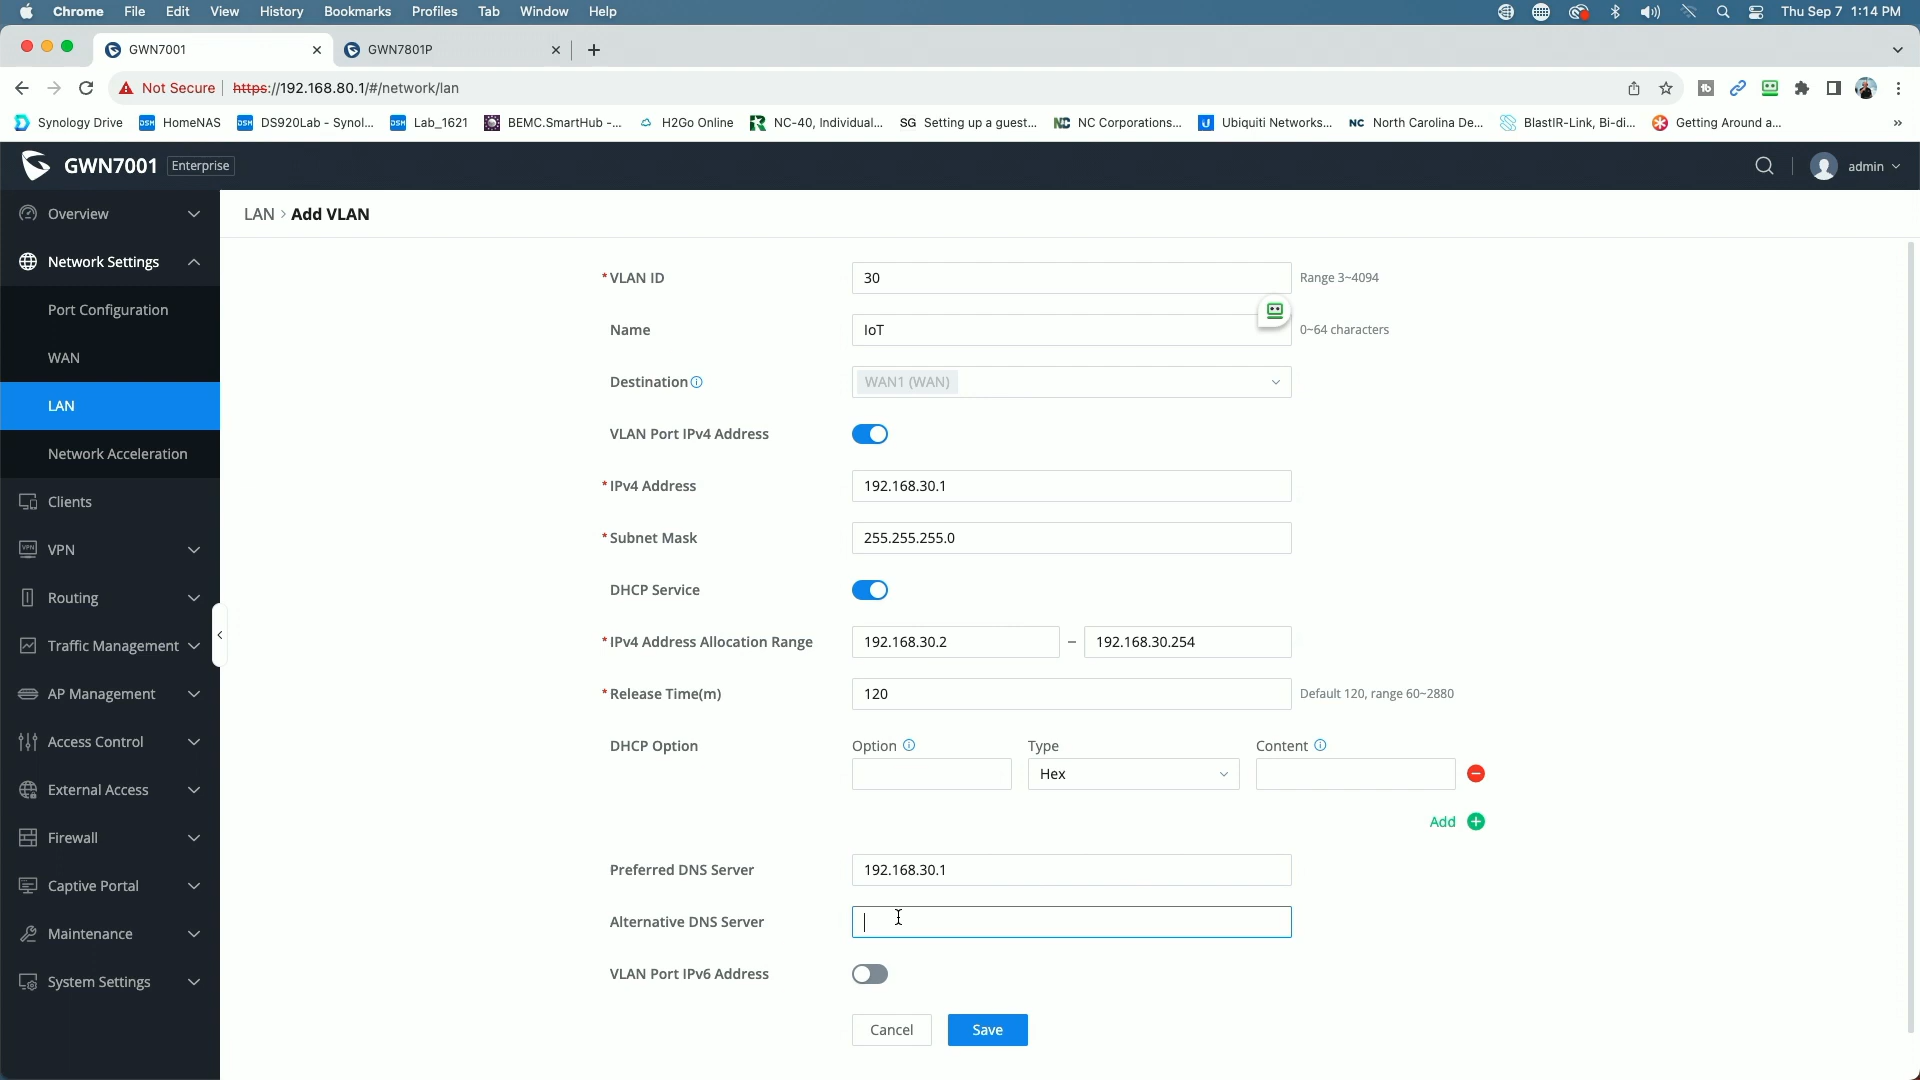 Chrome File Edit View History Bookmarks Profiles Tab Window Help Thu Sep 7 1:14 PM
GWN7001 GWN7801P
Not Secure https://192.168.80.1/#/network/lan
Synology Drive HomeNAS DS920Lab - Synol... Lab_1621 BEMC.SmartHub -... H2Go Online NC-40, Individual... SG Setting up a guest... NC Corporations... Ubiquiti Networks... NC North Carolina De... BlastIR-Link, Bi-di... Getting Around a... »
GWN7001 Enterprise admin
Overview
Network Settings
Port Configuration
WAN
LAN
Network Acceleration
Clients
VPN
Routing
Traffic Management
AP Management
Access Control
External Access
Firewall
Captive Portal
Maintenance
System Settings
LAN > Add VLAN
*VLAN ID 30 Range 3~4094
Name IoT 0~64 characters
Destination WAN1 (WAN)
VLAN Port IPv4 Address
*IPv4 Address 192.168.30.1
*Subnet Mask 255.255.255.0
DHCP Service
*IPv4 Address Allocation Range 192.168.30.2 – 192.168.30.254
*Release Time(m) 120 Default 120, range 60~2880
DHCP Option Option Type Content
Hex
Add
Preferred DNS Server 192.168.30.1
Alternative DNS Server
VLAN Port IPv6 Address
Cancel Save